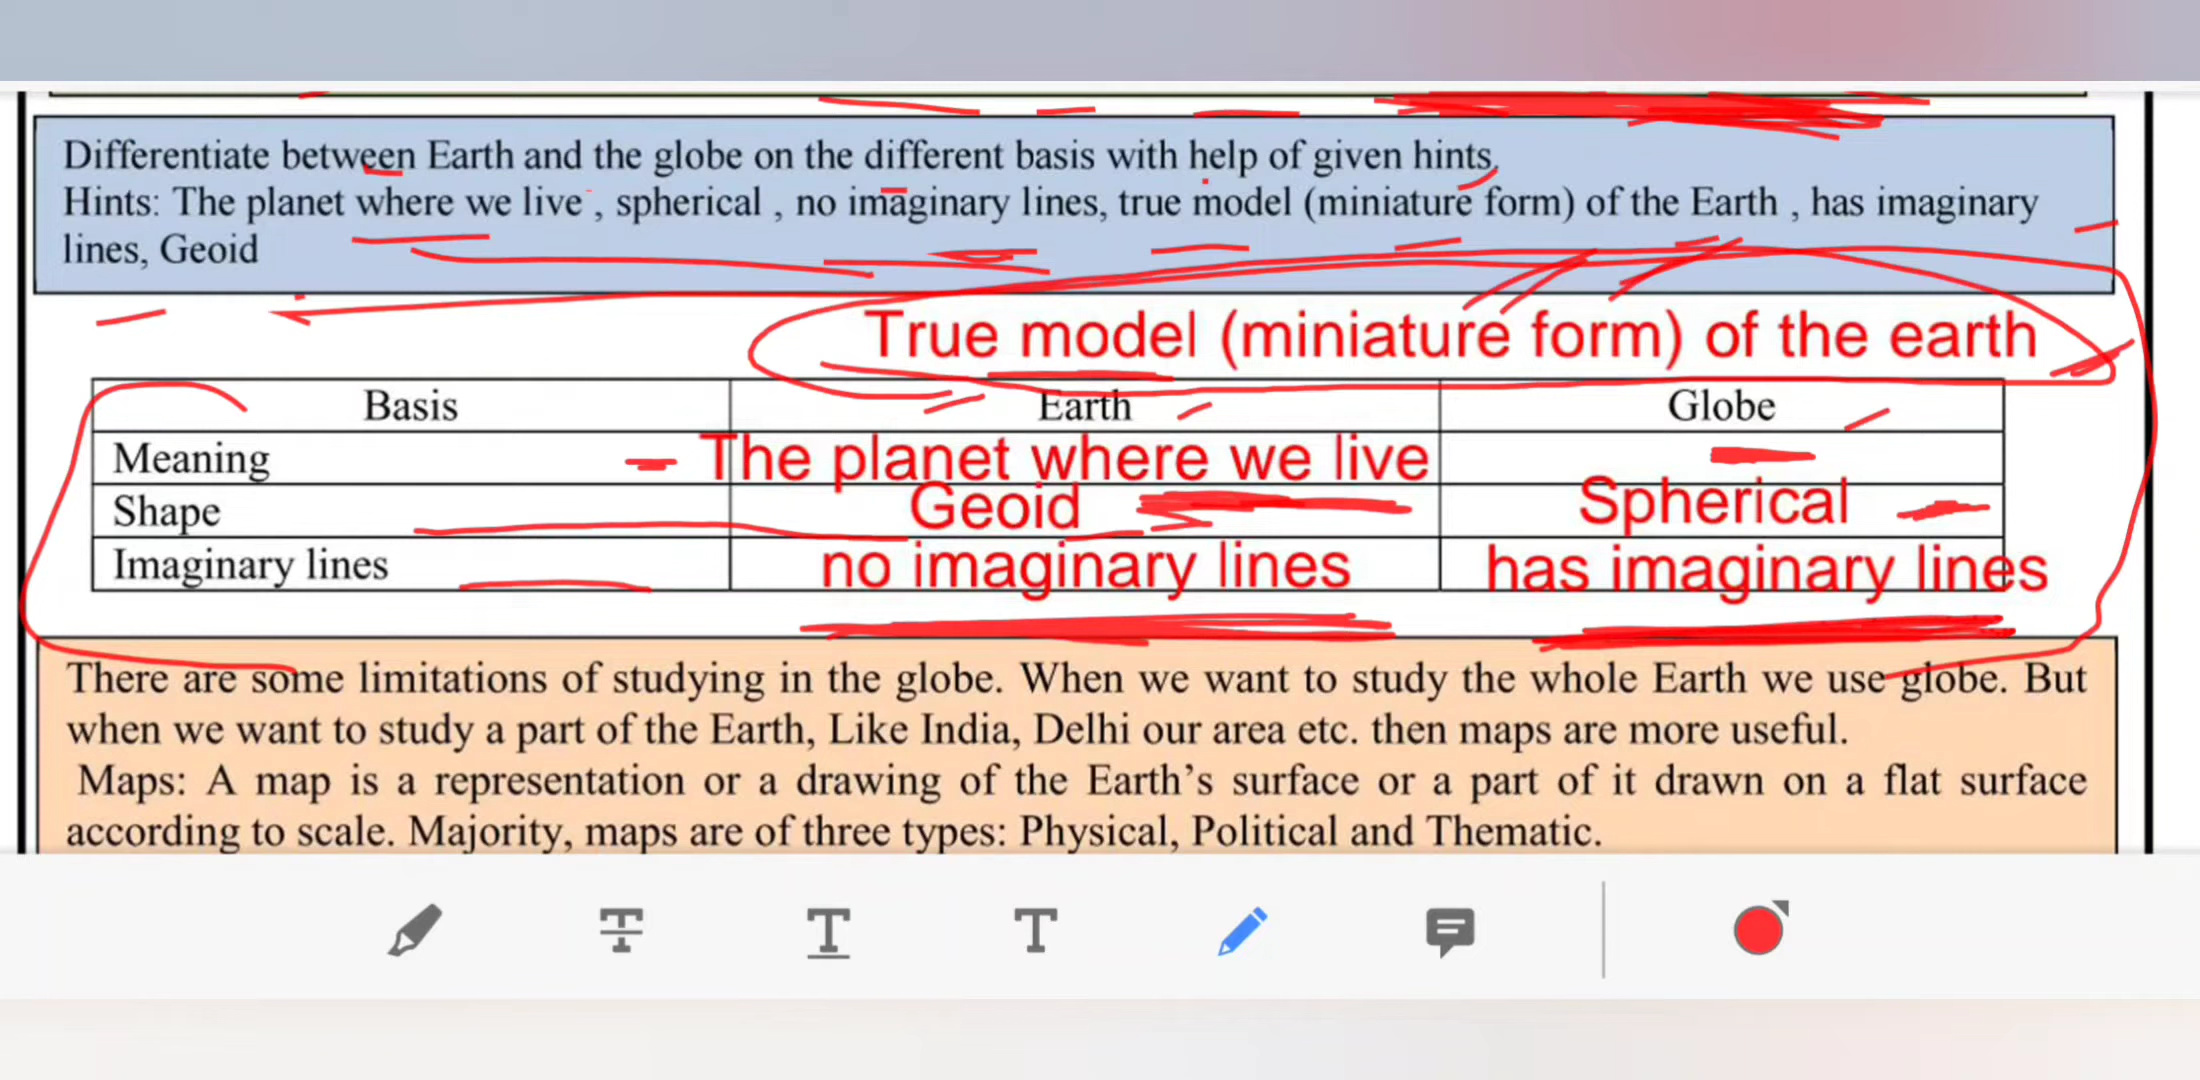 Differentiate between Earth and the globe on the different basis with help of given hints,
Hints: The planet where we live , spherical , no imaginary lines, true model (miniature form) of the Earth , has imaginary
lines, Geoid
True model (miniature form) of the earth
Basis Earth Globe
Meaning The planet where we live
Shape Geoid Spherical
Imaginary lines no imaginary lines has imaginary lines
There are some limitations of studying in the globe. When we want to study the whole Earth we use globe. But
when we want to study a part of the Earth, Like India, Delhi our area etc. then maps are more useful.
Maps: A map is a representation or a drawing of the Earth's surface or a part of it drawn on a flat surface
according to scale. Majority, maps are of three types: Physical, Political and Thematic.